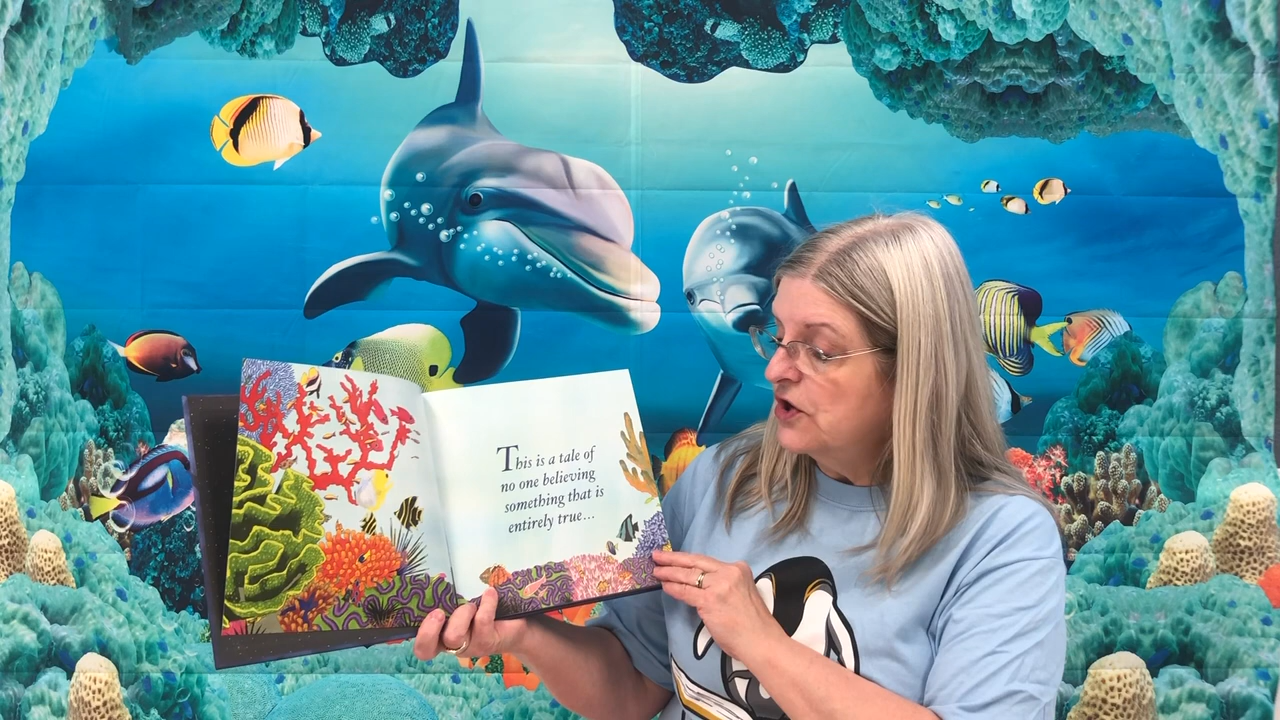 This is a tale of
no one believing
something that is
entirely true...